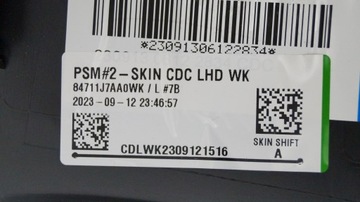 *23091306122834*
PSM#2-SKIN CDC LHD WK
84711J7AA0WK / L #7B
2023-09-12 23:46:57
SKIN SHIFT
A
CDLWK2309121516